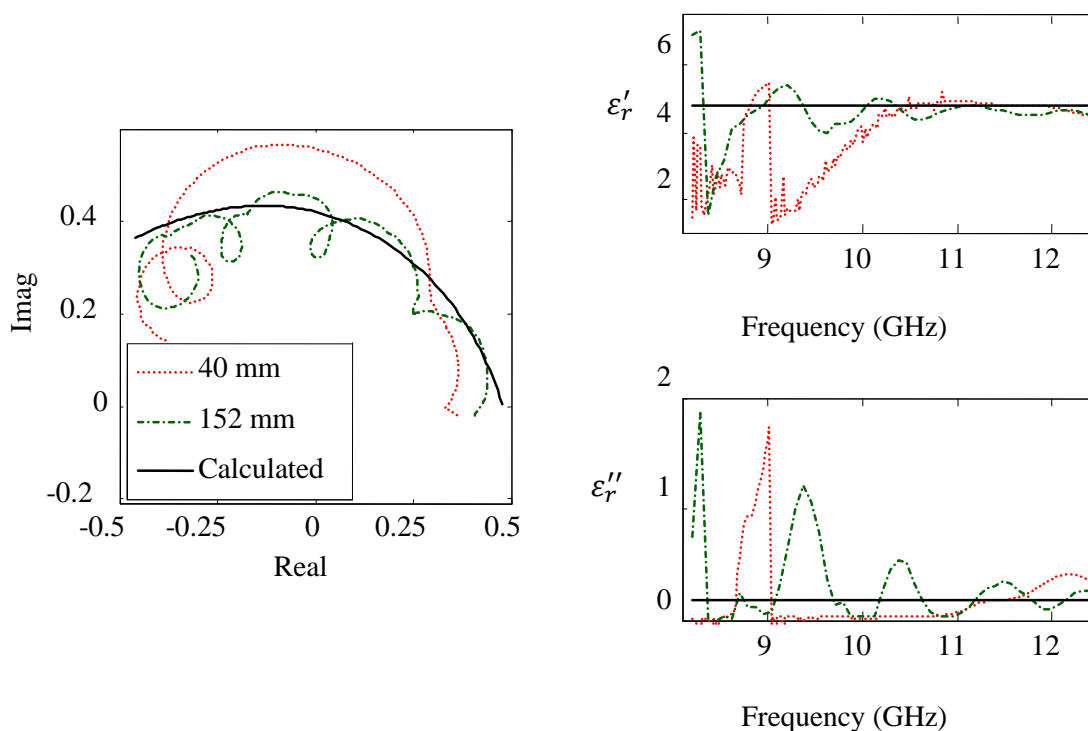 Imag
0.4
0.2
0
-0.2
-0.5
-0.25
0
0.25
0.5
Real
40 mm
152 mm
Calculated
ε′r
6
4
2
9
10
11
12
Frequency (GHz)
ε″r
2
1
0
9
10
11
12
Frequency (GHz)